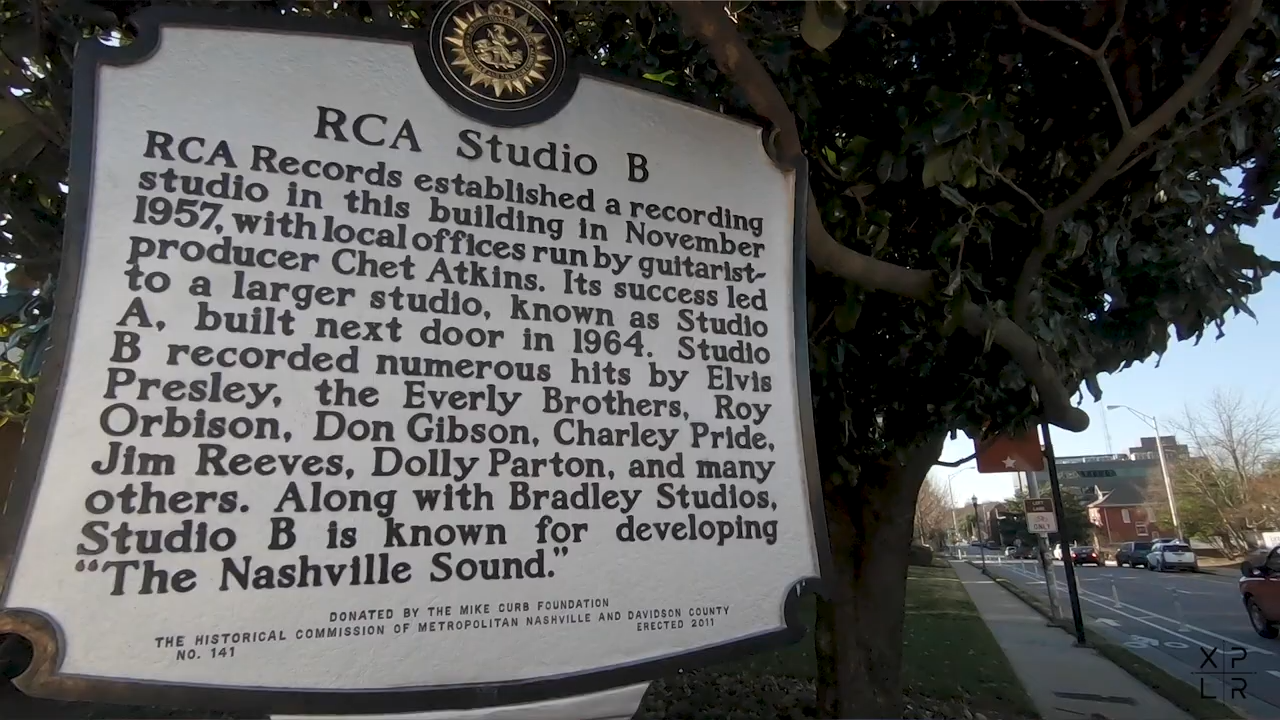 RCA Studio B
RCA Records established a recording
studio in this building in November
1957, with local offices run by guitarist-
producer Chet Atkins. Its success led
to a larger studio, known as Studio
A, built next door in 1964. Studio
B recorded numerous hits by Elvis
Presley, the Everly Brothers, Roy
Orbison, Don Gibson, Charley Pride,
Jim Reeves, Dolly Parton, and many
others. Along with Bradley Studios,
Studio B is known for developing
“The Nashville Sound.”
DONATED BY THE MIKE CURB FOUNDATION
THE HISTORICAL COMMISSION OF METROPOLITAN NASHVILLE AND DAVIDSON COUNTY
NO. 141 ERECTED 2011
ONLY
XP
LR